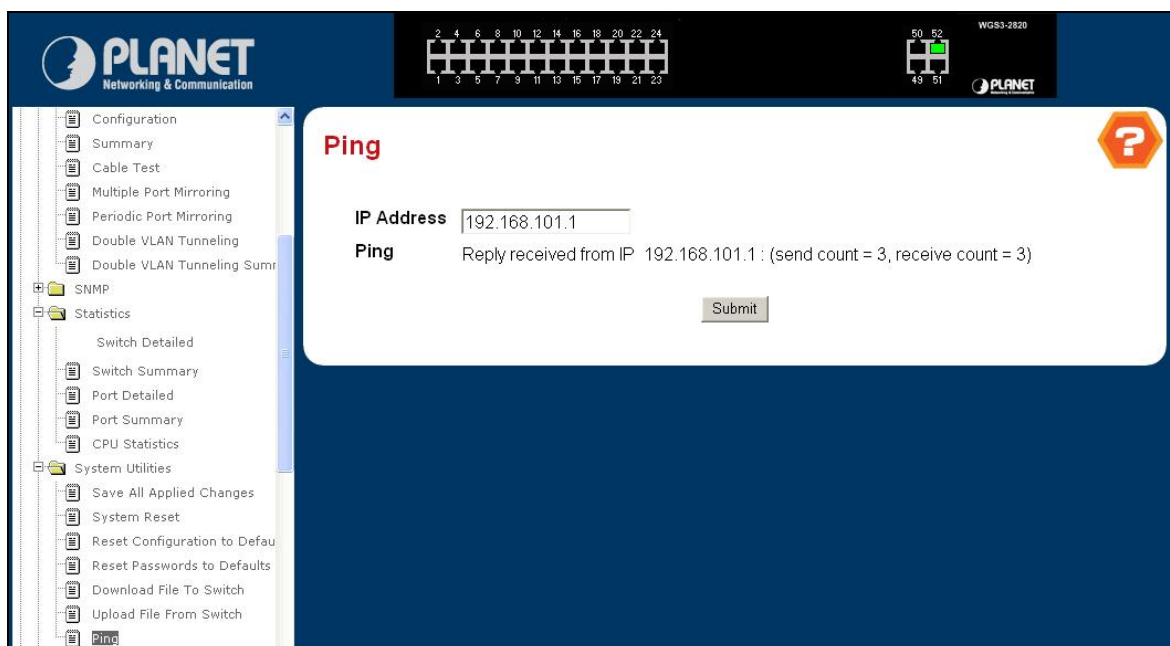 PLANET
Networking & Communication
2 4 6 8 10 12 14 16 18 20 22 24
1 3 5 7 9 11 13 15 17 19 21 23
50 52
49 51
WGS3-2820
PLANET
Configuration
Summary
Cable Test
Multiple Port Mirroring
Periodic Port Mirroring
Double VLAN Tunneling
Double VLAN Tunneling Summ
SNMP
Statistics
Switch Detailed
Switch Summary
Port Detailed
Port Summary
CPU Statistics
System Utilities
Save All Applied Changes
System Reset
Reset Configuration to Defau
Reset Passwords to Defaults
Download File To Switch
Upload File From Switch
Ping
Ping
?
IP Address 192.168.101.1
Ping Reply received from IP 192.168.101.1 : (send count = 3, receive count = 3)
Submit